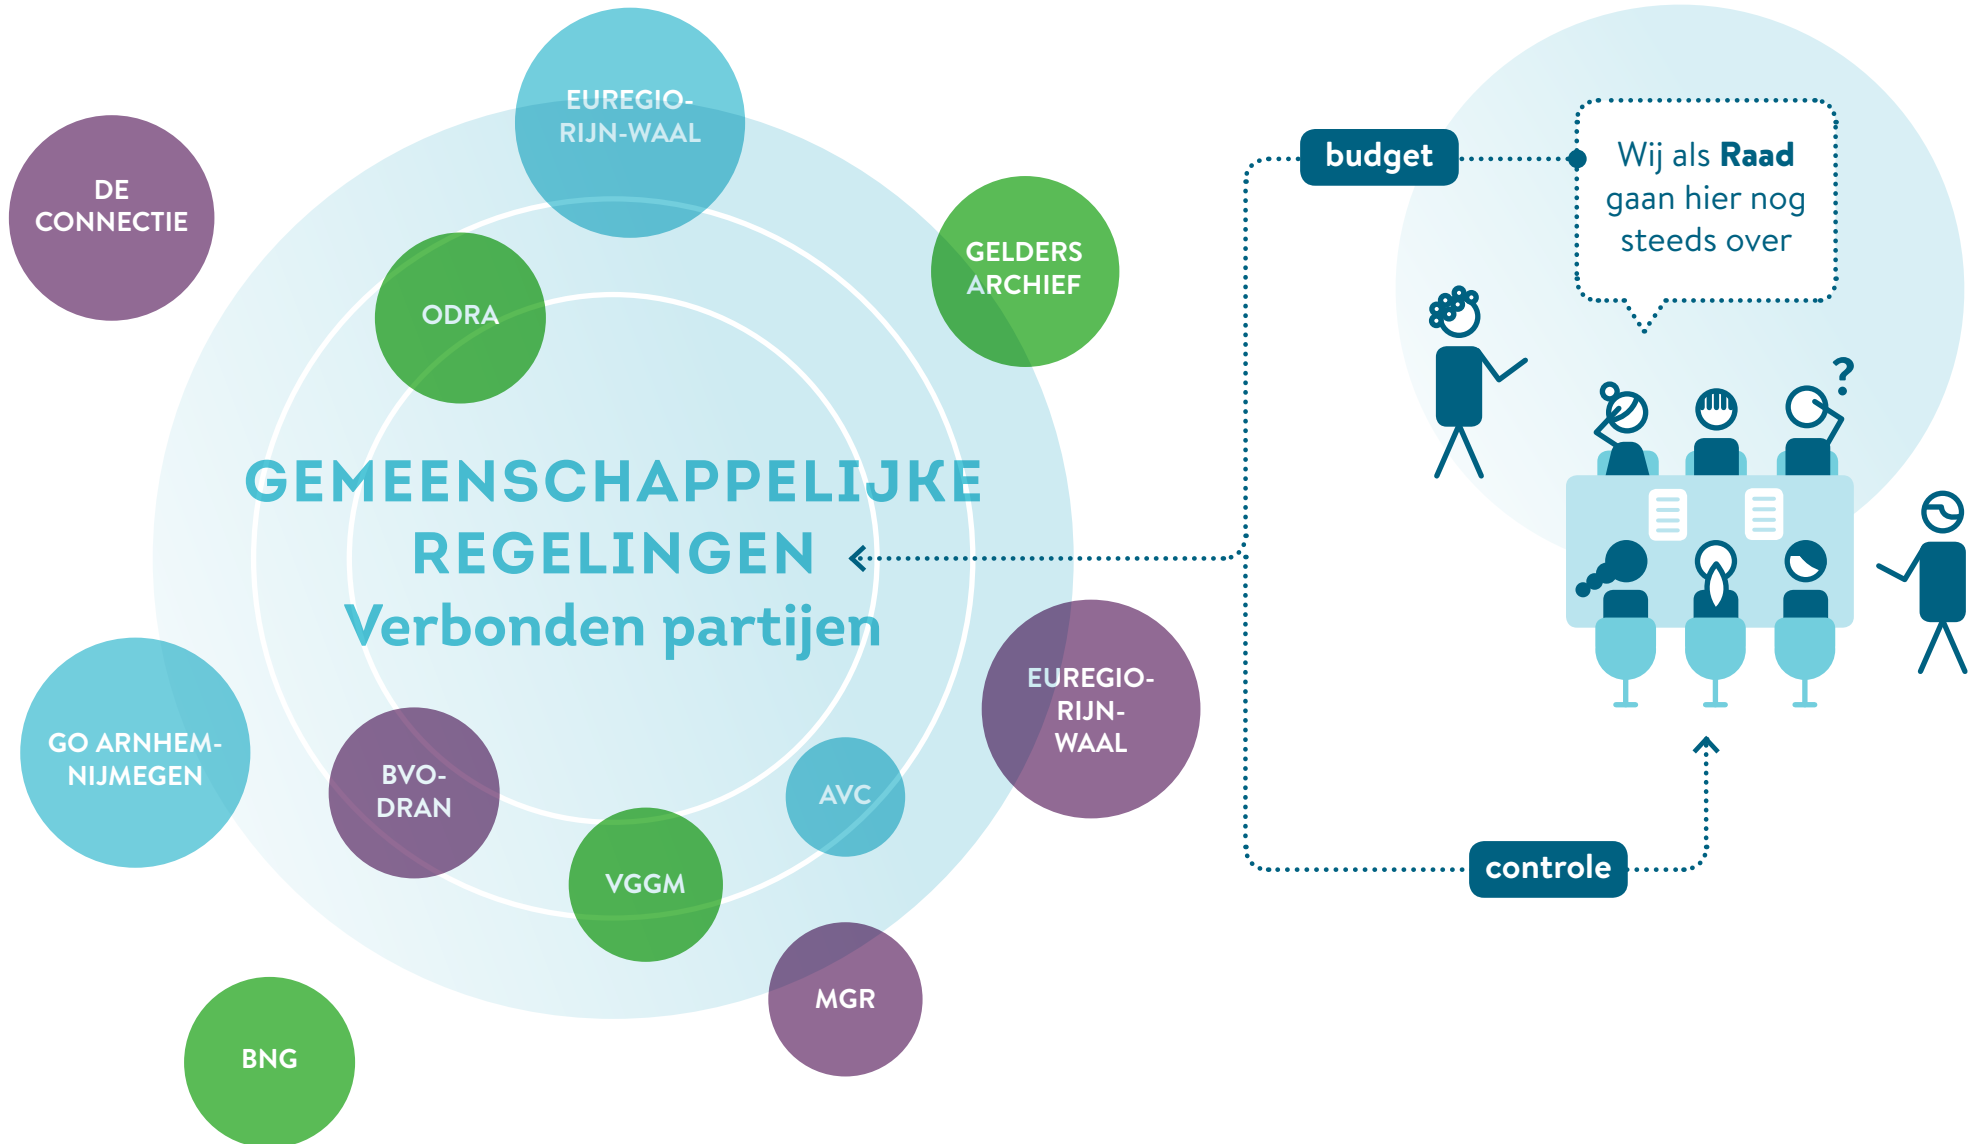 EUREGIO-
RIJN-WAAL
DE
CONNECTIE
GELDERS
ARCHIEF
ODRA
GEMEENSCHAPPELIJKE
REGELINGEN
Verbonden partijen
EUREGIO-
RIJN-
WAAL
GO ARNHEM-
NIJMEGEN
BVO-
DRAN
AVC
VGGM
MGR
BNG
budget
Wij als Raad
gaan hier nog
steeds over
?
controle